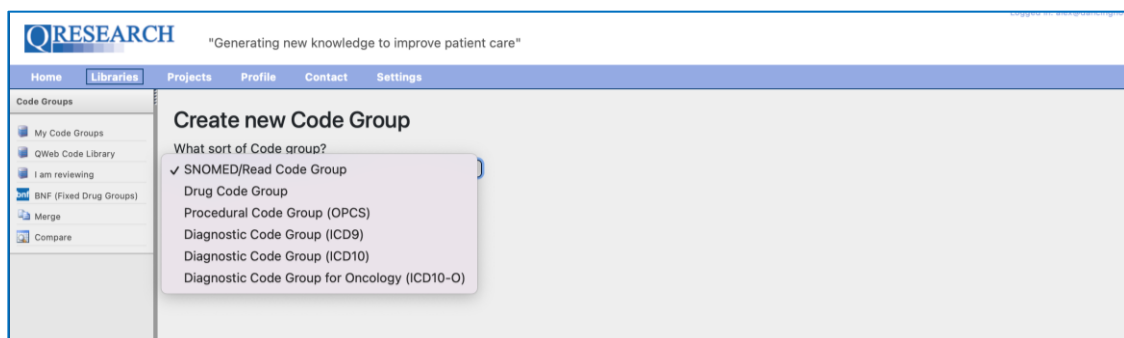 Logged in:
QRESEARCH
"Generating new knowledge to improve patient care"
Home Libraries Projects Profile Contact Settings
Code Groups
My Code Groups
QWeb Code Library
I am reviewing
bnf BNF (Fixed Drug Groups)
Merge
Compare
Create new Code Group
What sort of Code group?
✓ SNOMED/Read Code Group
Drug Code Group
Procedural Code Group (OPCS)
Diagnostic Code Group (ICD9)
Diagnostic Code Group (ICD10)
Diagnostic Code Group for Oncology (ICD10-O)